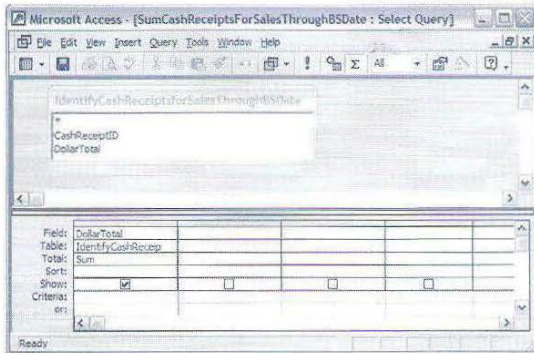 Microsoft Access - [SumCashReceiptsForSalesThroughBSDate : Select Query]
File Edit View Insert Query Tools Window Help
Σ All
IdentifyCashReceiptsforSalesThroughBSDate
*
CashReceiptID
DollarTotal
Field: DollarTotal
Table: IdentifyCashReceip
Total: Sum
Sort:
Show:
Criteria:
or:
Ready